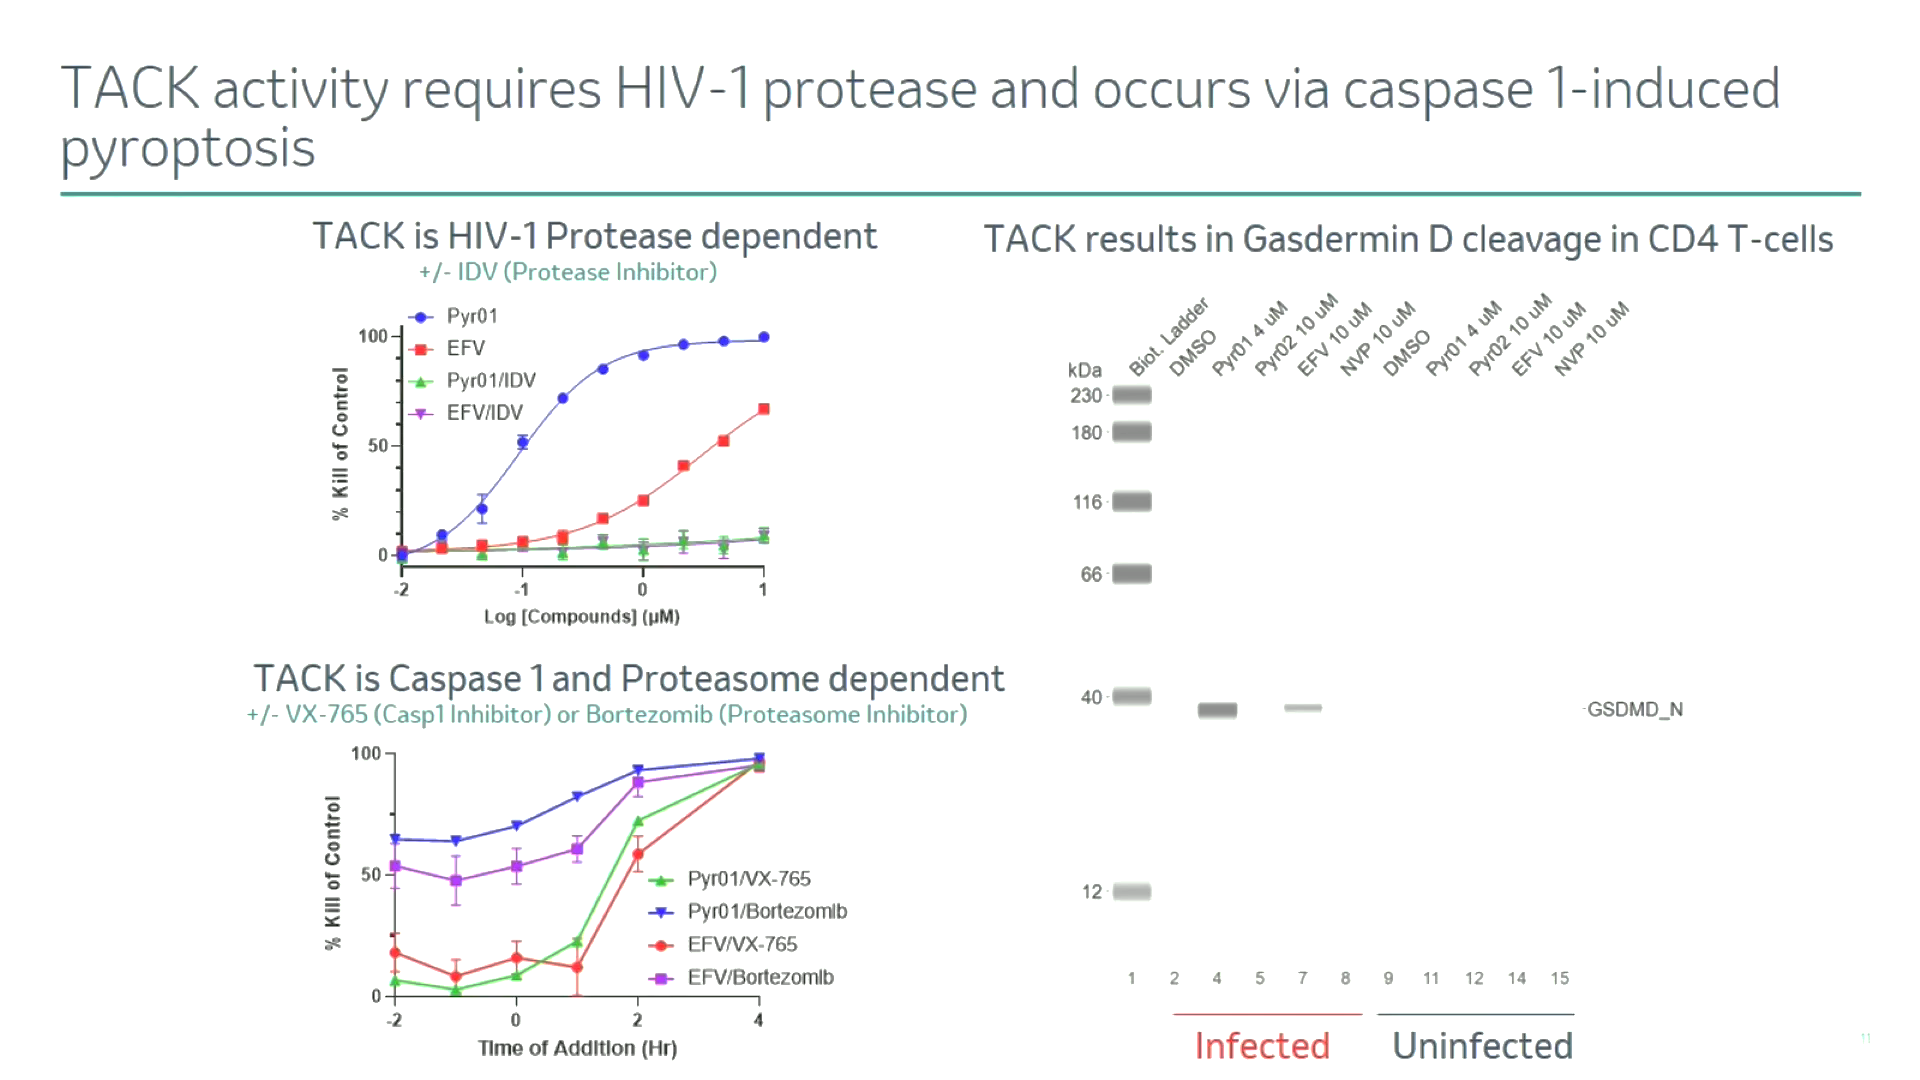 TACK activity requires HIV-1 protease and occurs via caspase 1-induced
pyroptosis
TACK is HIV-1 Protease dependent
+/- IDV (Protease Inhibitor)
Pyr01
EFV
Pyr01/IDV
EFV/IDV
100
50
0
% Kill of Control
-2
-1
0
1
Log [Compounds] (µM)
TACK is Caspase 1 and Proteasome dependent
+/- VX-765 (Casp1 Inhibitor) or Bortezomib (Proteasome Inhibitor)
100
50
0
% Kill of Control
Pyr01/VX-765
Pyr01/Bortezomib
EFV/VX-765
EFV/Bortezomib
-2
0
2
4
Time of Addition (Hr)
TACK results in Gasdermin D cleavage in CD4 T-cells
kDa
Biot. Ladder
DMSO
Pyr01 4 uM
Pyr02 10 uM
EFV 10 uM
NVP 10 uM
DMSO
Pyr01 4 uM
Pyr02 10 uM
EFV 10 uM
NVP 10 uM
230
180
116
66
40
12
-GSDMD_N
1 2 4 5 7 8 9 11 12 14 15
Infected
Uninfected
11